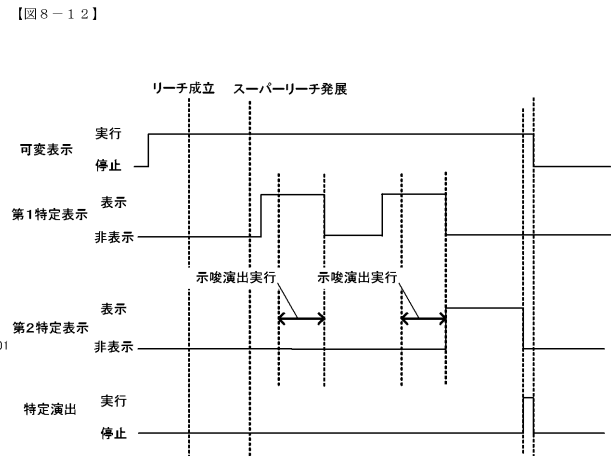 【図８－１２】
リーチ成立 スーパーリーチ発展
可変表示
実行
停止
第1特定表示
表示
非表示
示唆演出実行 示唆演出実行
第2特定表示
表示
非表示
01
特定演出
実行
停止